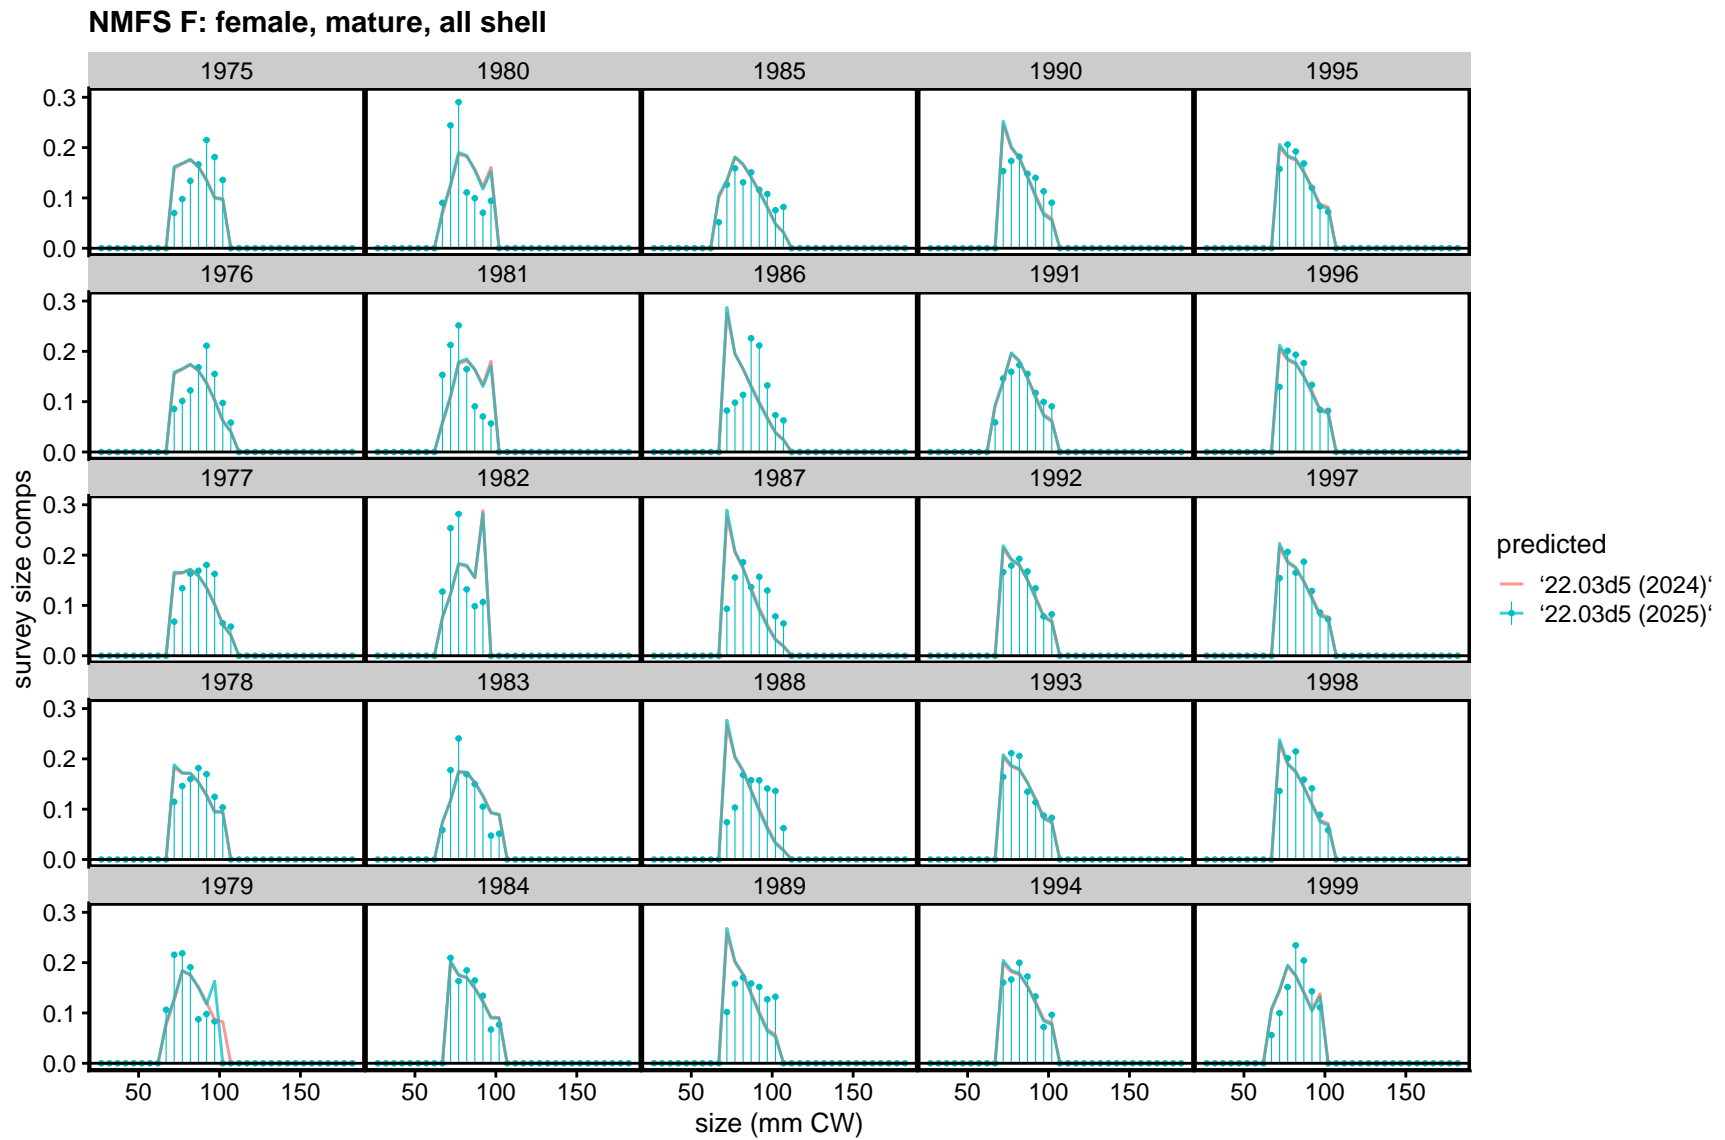 NMFS F: female, mature, all shell
1975 1980 1985 1990 1995
0.3
0.2
0.1
0.0
1976 1981 1986 1991 1996
0.3
0.2
0.1
0.0
1977 1982 1987 1992 1997
0.3
0.2
0.1
0.0
1978 1983 1988 1993 1998
0.3
0.2
0.1
0.0
1979 1984 1989 1994 1999
0.3
0.2
0.1
0.0
50 100 150 50 100 150 50 100 150 50 100 150 50 100 150
size (mm CW)
survey size comps
predicted
‘22.03d5 (2024)‘
‘22.03d5 (2025)‘